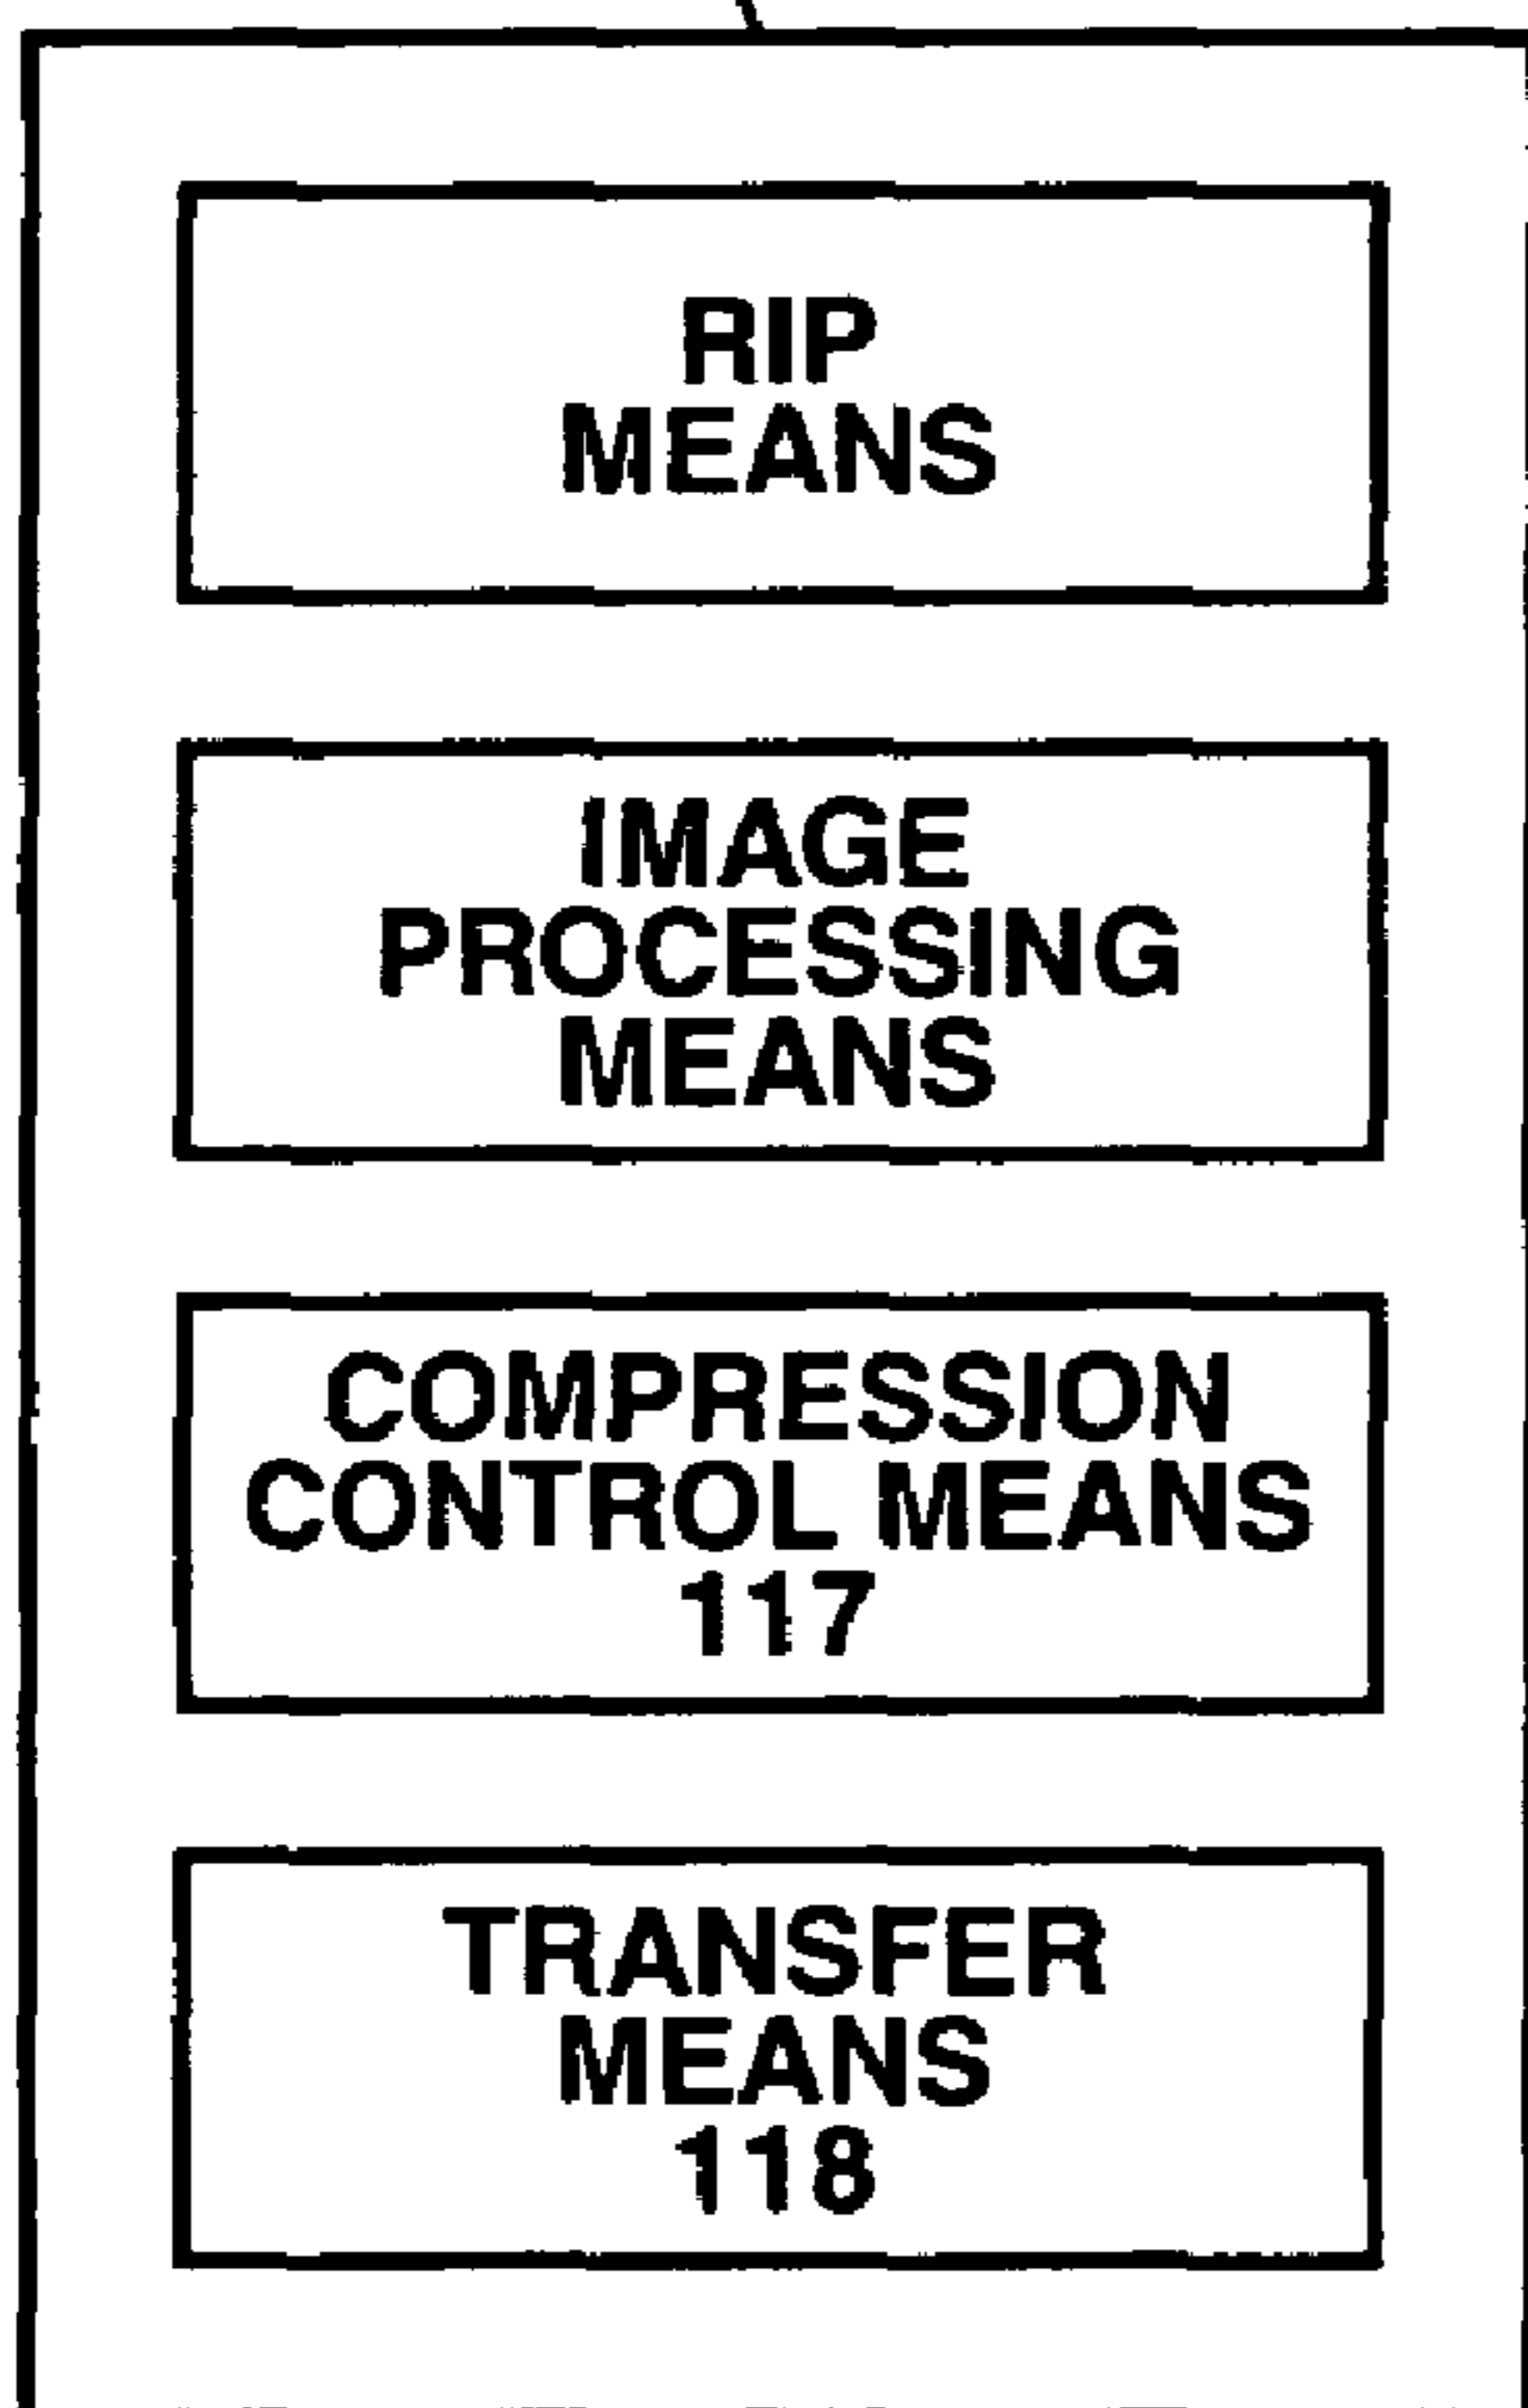 RIP
MEANS
IMAGE
PROCESSING
MEANS
COMPRESSION
CONTROL MEANS
117
TRANSFER
MEANS
118